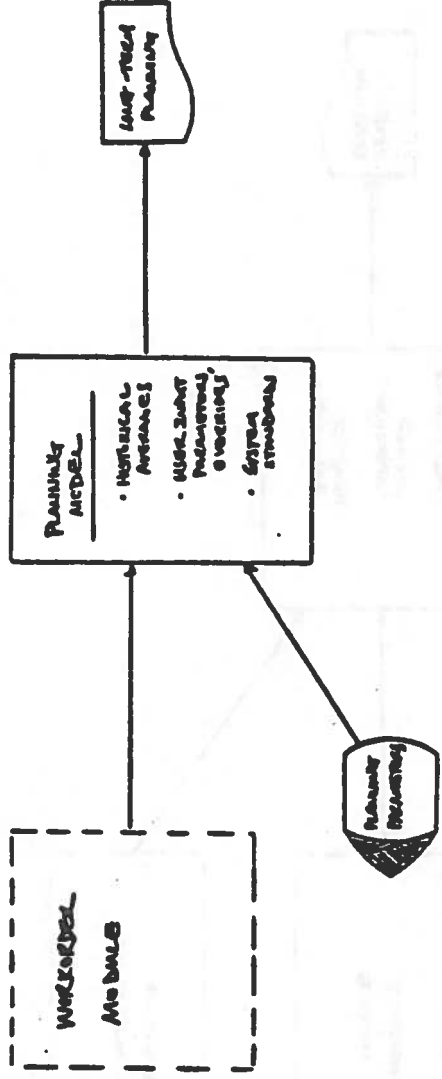 WORKORDER
MODULE
PLANNING
MODEL
• HISTORICAL
AVERAGES
• USER INPUT
PARAMETERS,
OVERRIDES
• SYSTEM
STANDARDS
PLANNING
PARAMETERS
LONG-TERM
PLANNING